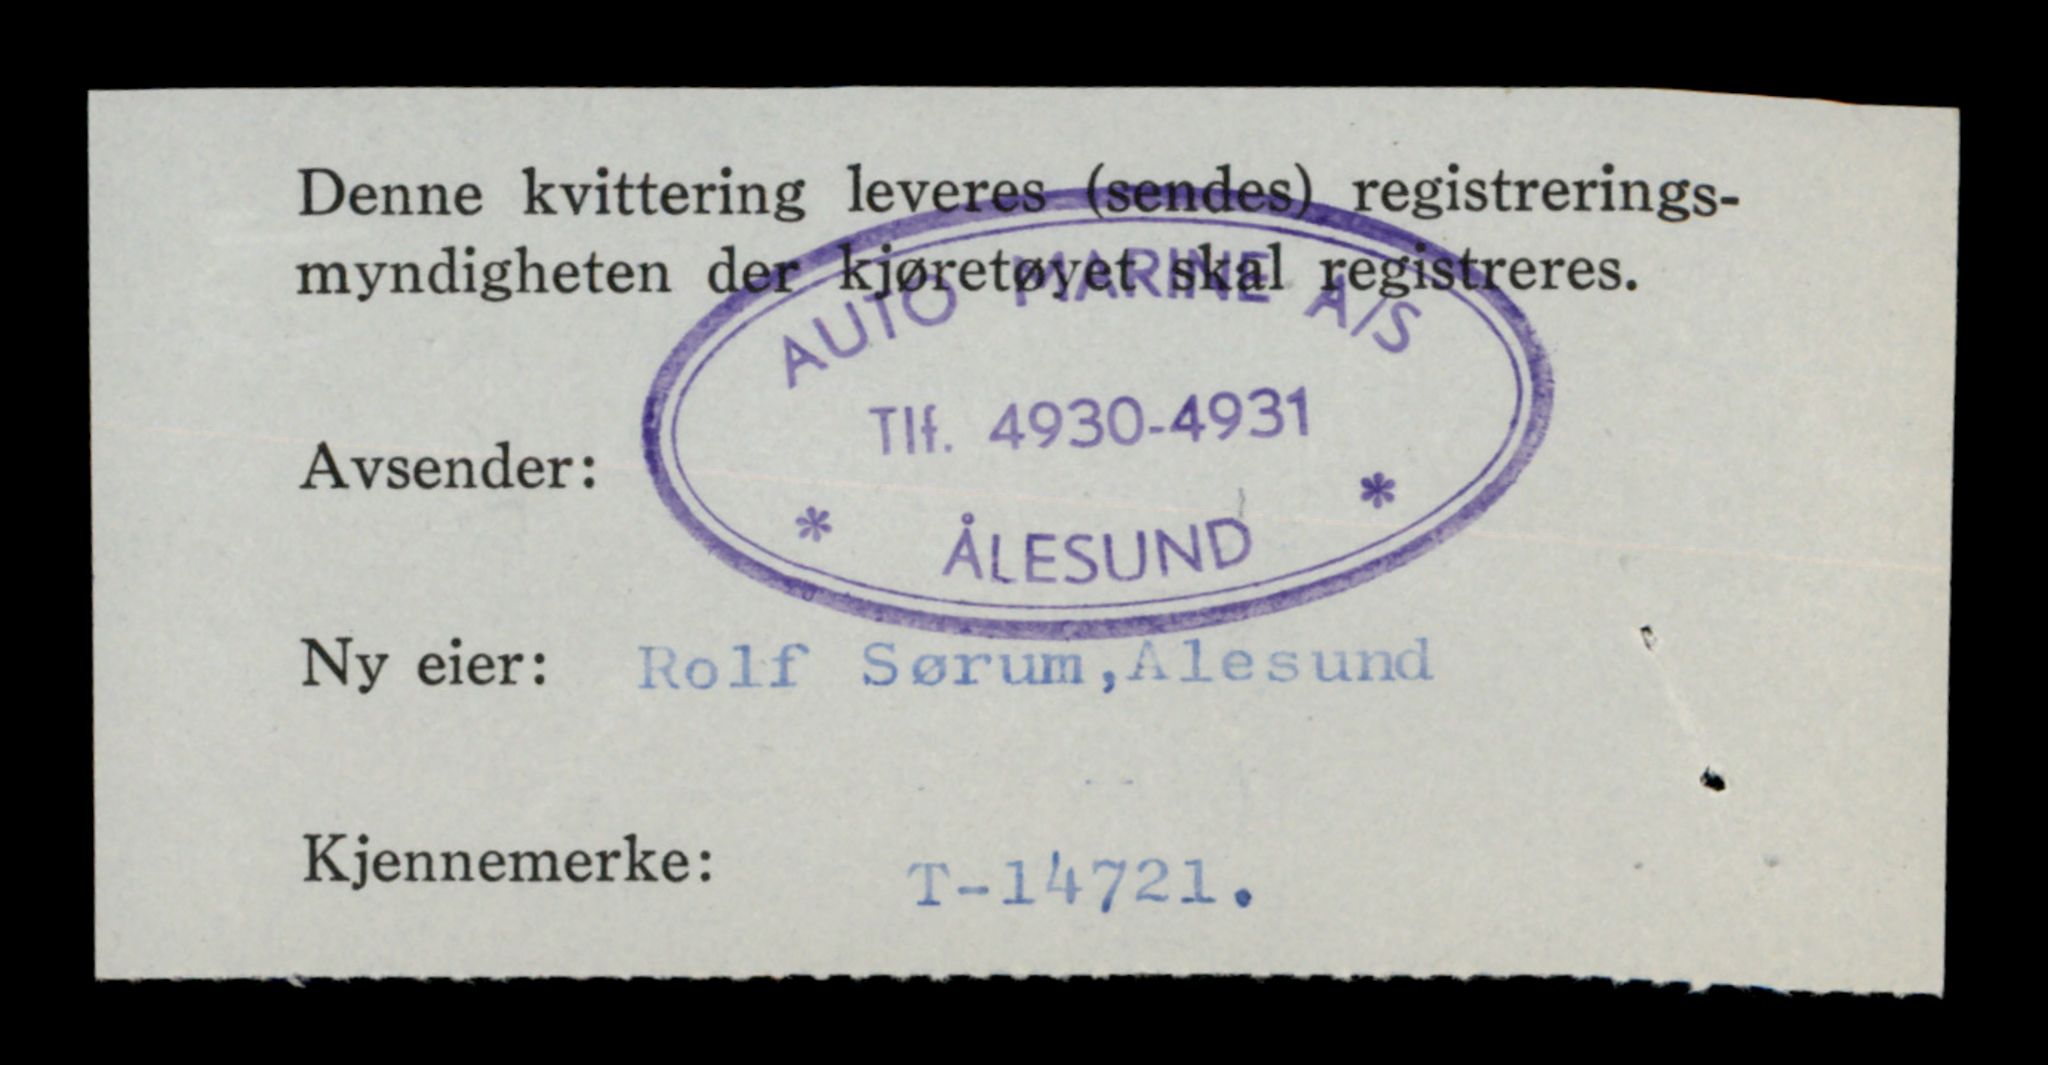 Denne kvittering leveres (sendes) registrerings-
myndigheten der kjøretøyet skal registreres.
AUTO MARINE A/S
Tlf. 4930-4931
* ÅLESUND *
Avsender:
Ny eier: Rolf Sørum,Alesund
Kjennemerke: T-14721.